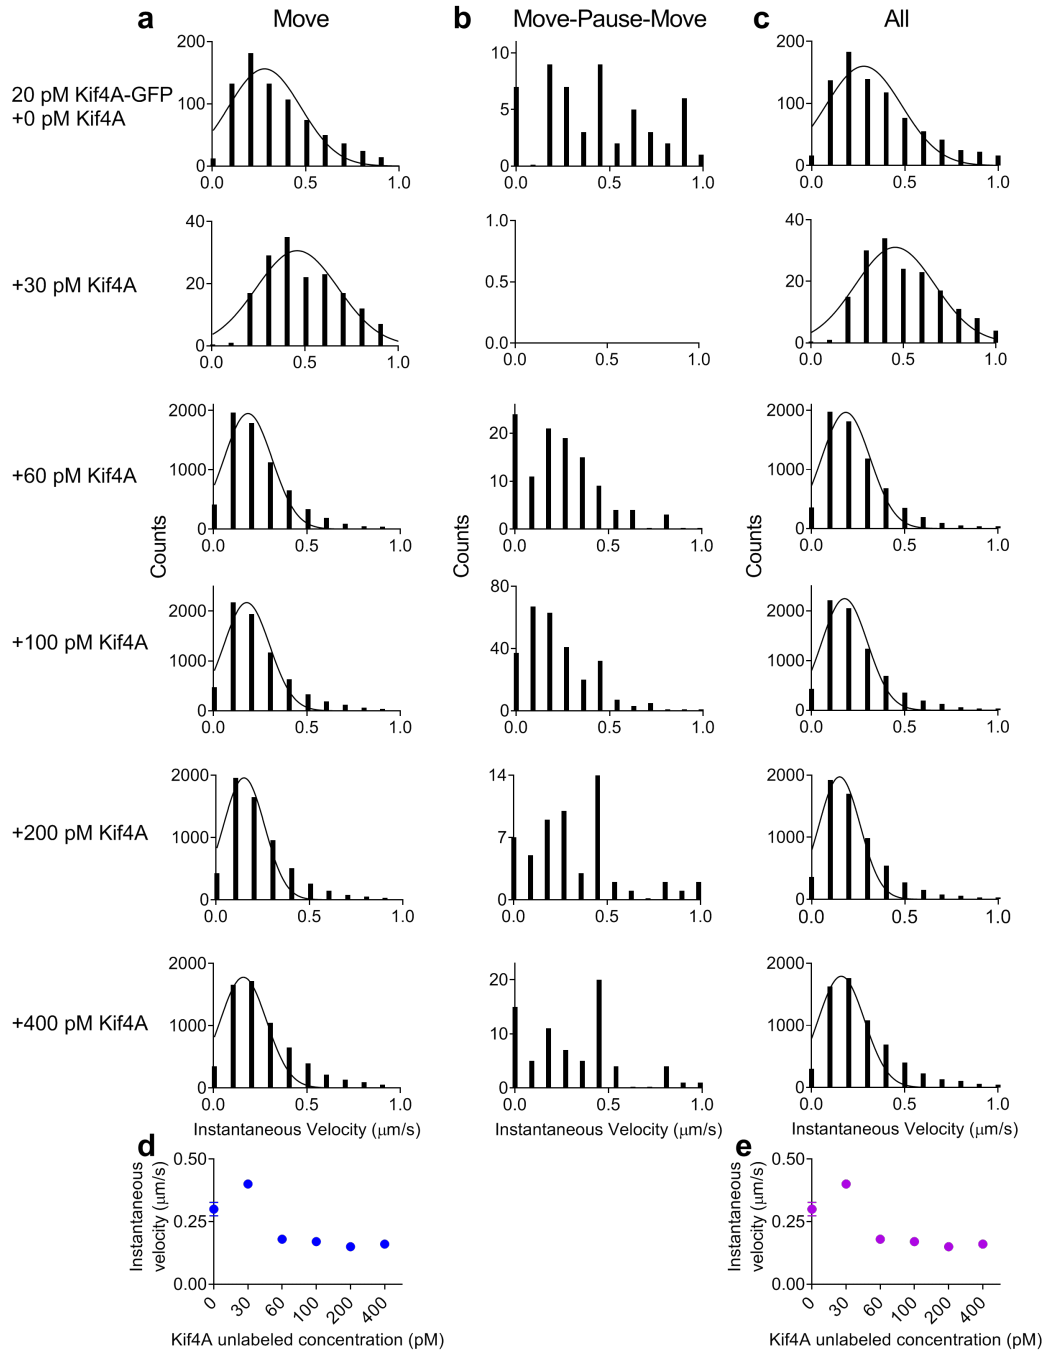 a Move b Move-Pause-Move c All
20 pM Kif4A-GFP
+0 pM Kif4A
200 100 0
0.0 0.5 1.0
10 5 0
0.0 0.5 1.0
200 100 0
0.0 0.5 1.0
+30 pM Kif4A
40 20 0
0.0 0.5 1.0
1.0 0.5 0.0
0.0 0.5 1.0
40 20 0
0.0 0.5 1.0
+60 pM Kif4A
2000 1000 0
0.0 0.5 1.0
20 10 0
0.0 0.5 1.0
2000 1000 0
0.0 0.5 1.0
Counts
Counts
Counts
+100 pM Kif4A
2000 1000 0
0.0 0.5 1.0
80 40 0
0.0 0.5 1.0
2000 1000 0
0.0 0.5 1.0
+200 pM Kif4A
2000 1000 0
0.0 0.5 1.0
14 7 0
0.0 0.5 1.0
2000 1000 0
0.0 0.5 1.0
+400 pM Kif4A
2000 1000 0
0.0 0.5 1.0
20 10 0
0.0 0.5 1.0
2000 1000 0
0.0 0.5 1.0
Instantaneous Velocity (μm/s) Instantaneous Velocity (μm/s) Instantaneous Velocity (μm/s)
d
Instantaneous
velocity (μm/s)
0.50 0.25 0.00
0 30 60 100 200 400
Kif4A unlabeled concentration (pM)
e
Instantaneous
velocity (μm/s)
0.50 0.25 0.00
0 30 60 100 200 400
Kif4A unlabeled concentration (pM)